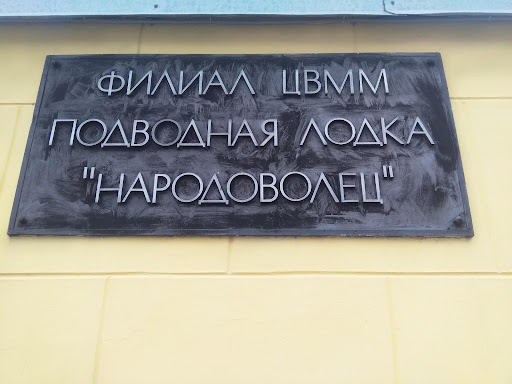 ФИЛИАЛ ЦВММ
ПОДВОДНАЯ ЛОДКА
"НАРОДОВОЛЕЦ"